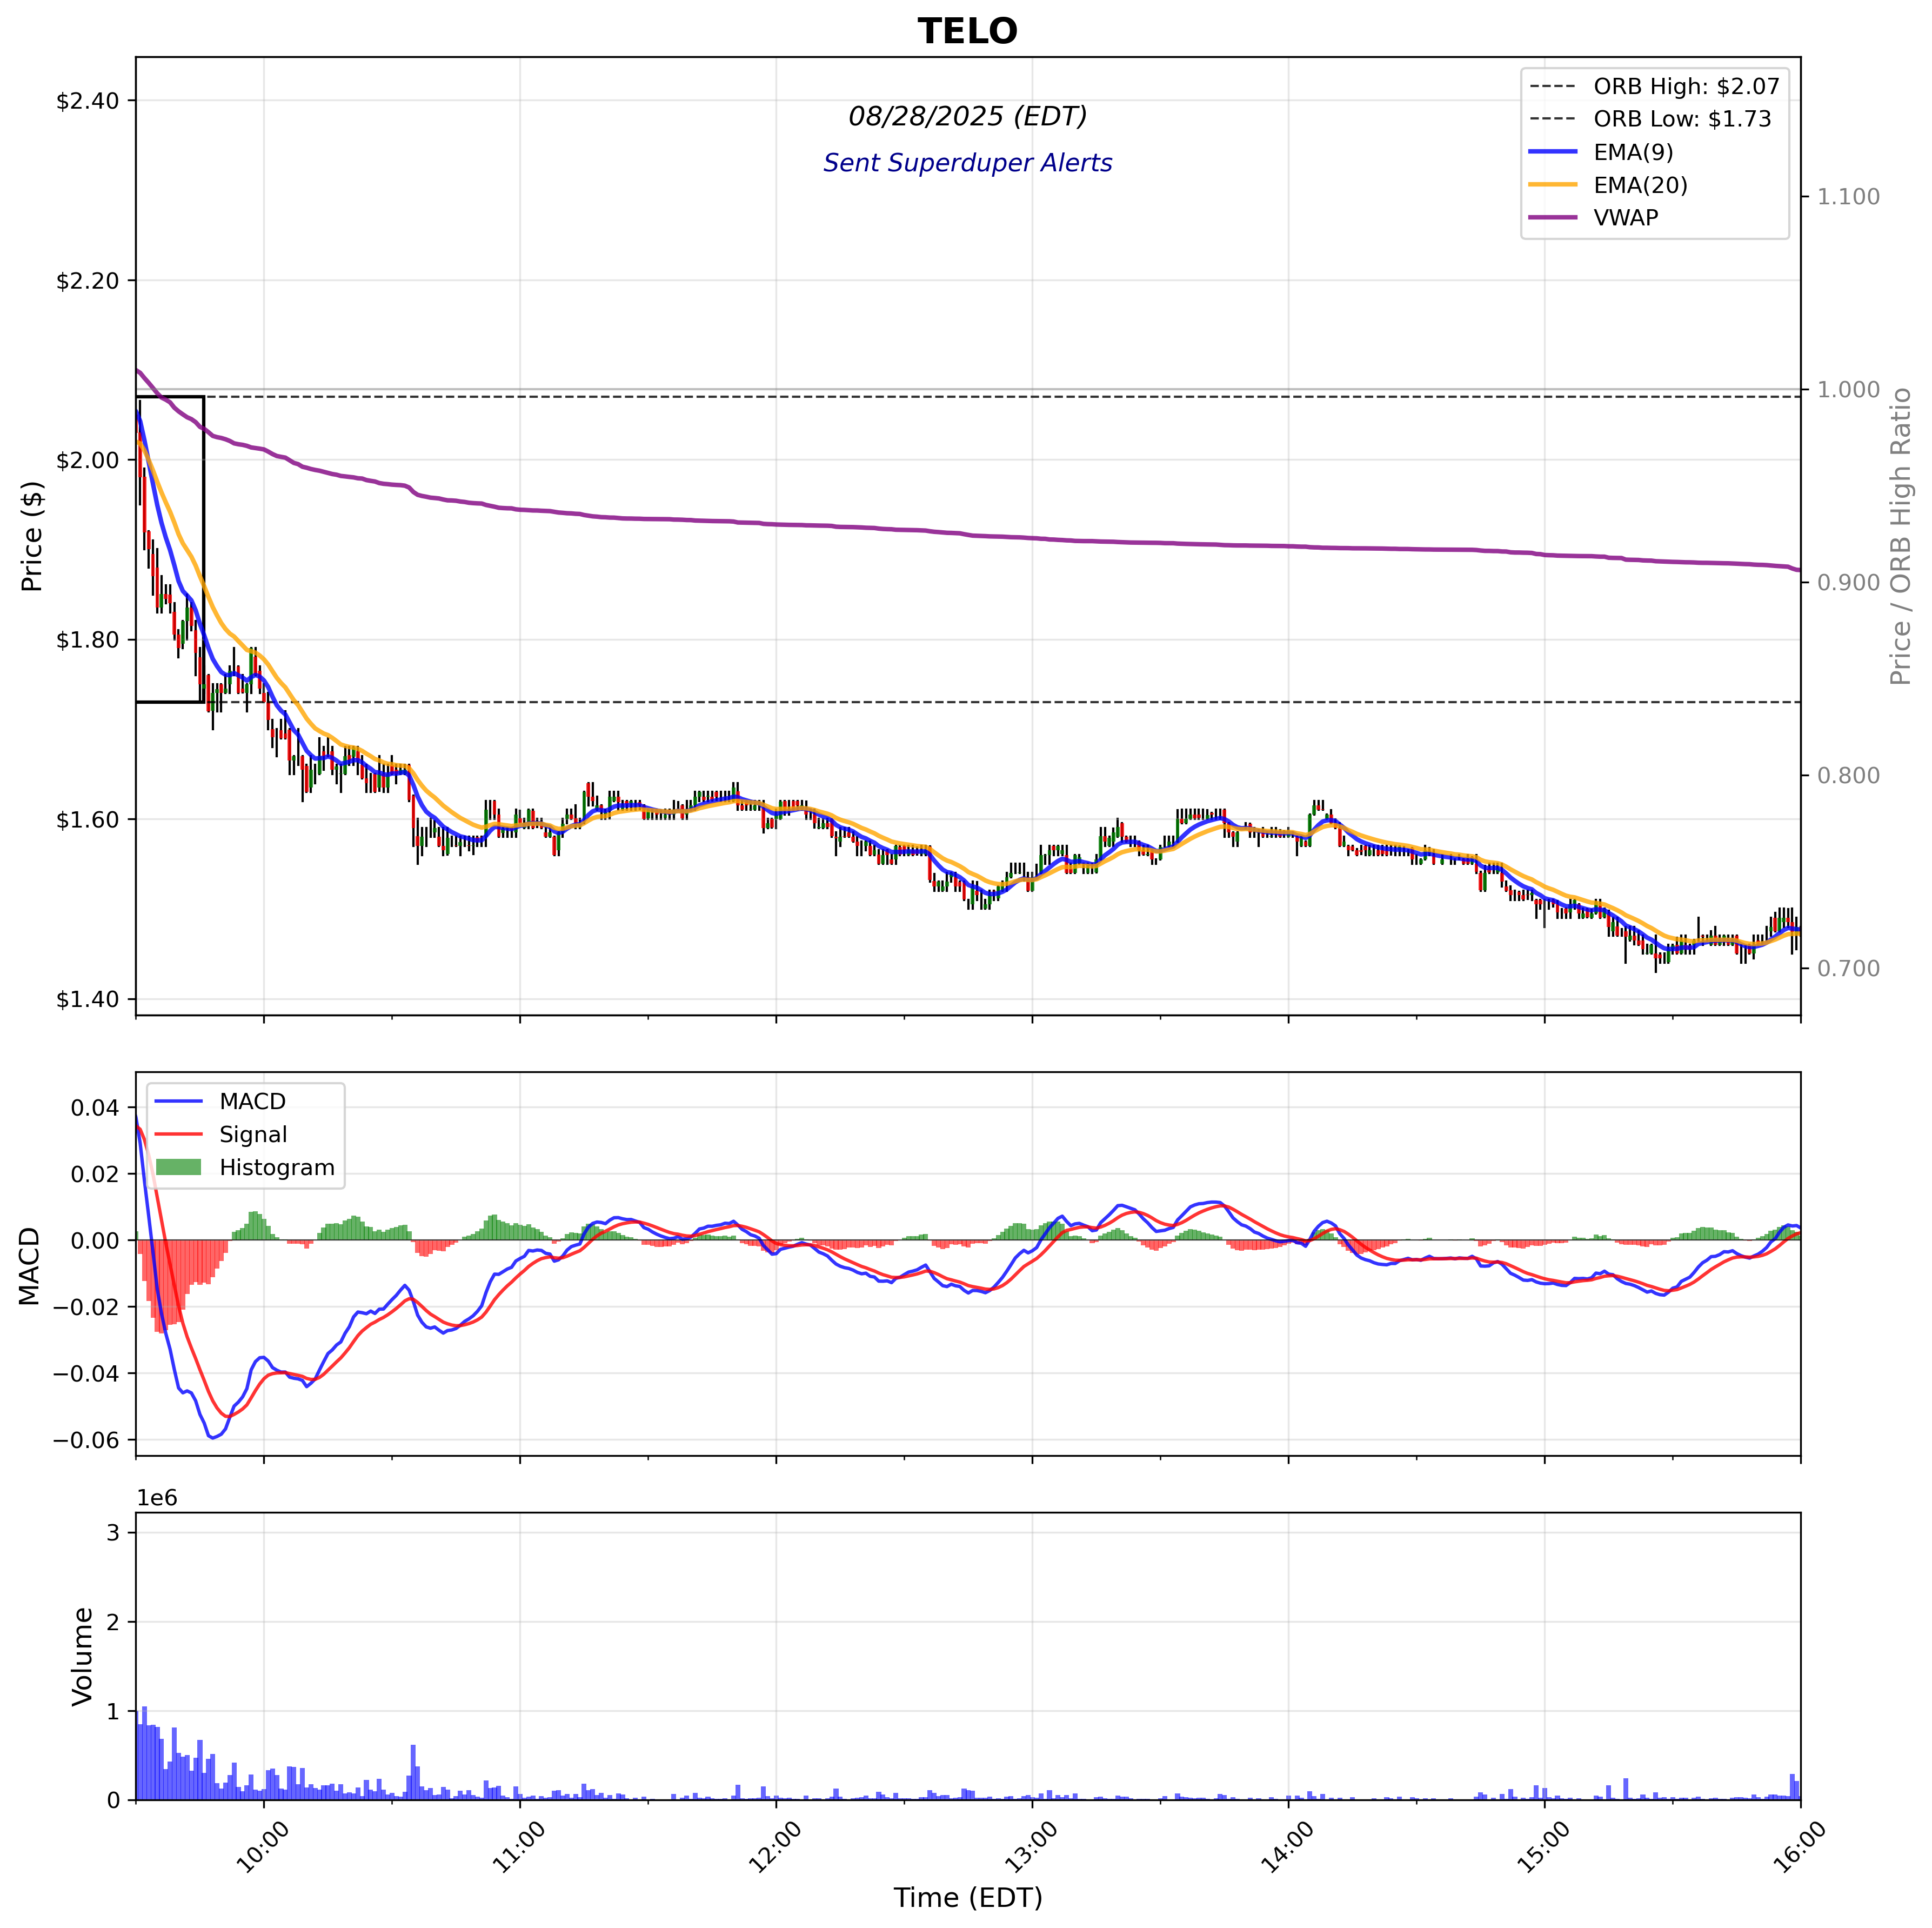 TELO
08/28/2025 (EDT)
Sent Superduper Alerts
ORB High: $2.07
ORB Low: $1.73
EMA(9)
EMA(20)
VWAP
$2.40
$2.20
$2.00
$1.80
$1.60
$1.40
Price ($)
1.100
1.000
0.900
0.800
0.700
Price / ORB High Ratio
MACD
Signal
Histogram
0.04
0.02
0.00
−0.02
−0.04
−0.06
MACD
1e6
3
2
1
0
Volume
10:00
11:00
12:00
13:00
14:00
15:00
16:00
Time (EDT)